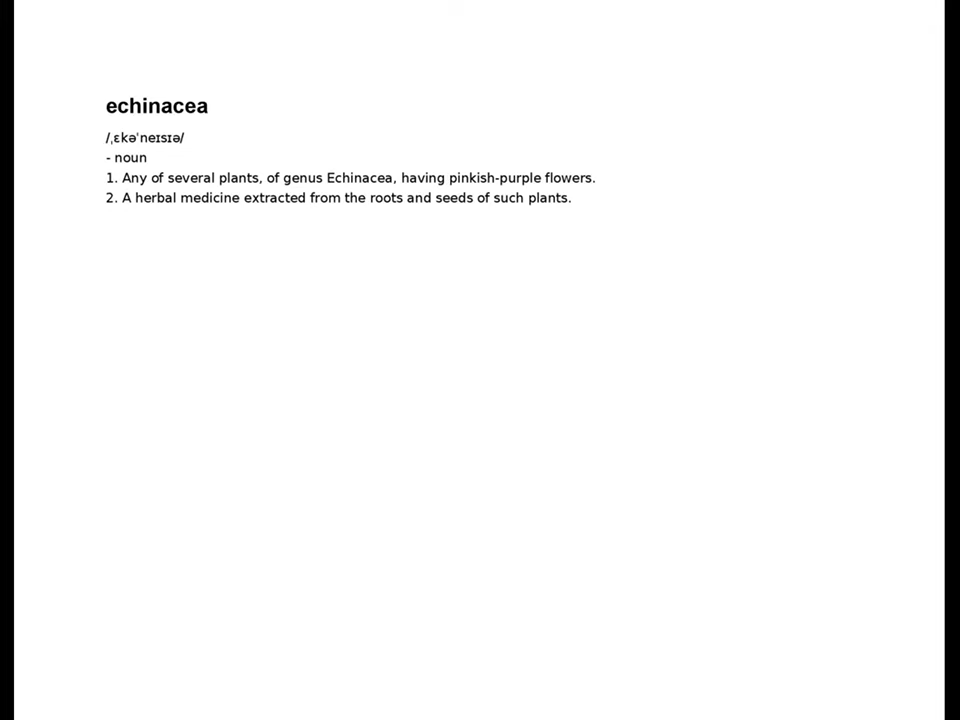 echinacea
/ˌɛkəˈneɪsɪə/
- noun
1. Any of several plants, of genus Echinacea, having pinkish-purple flowers.
2. A herbal medicine extracted from the roots and seeds of such plants.